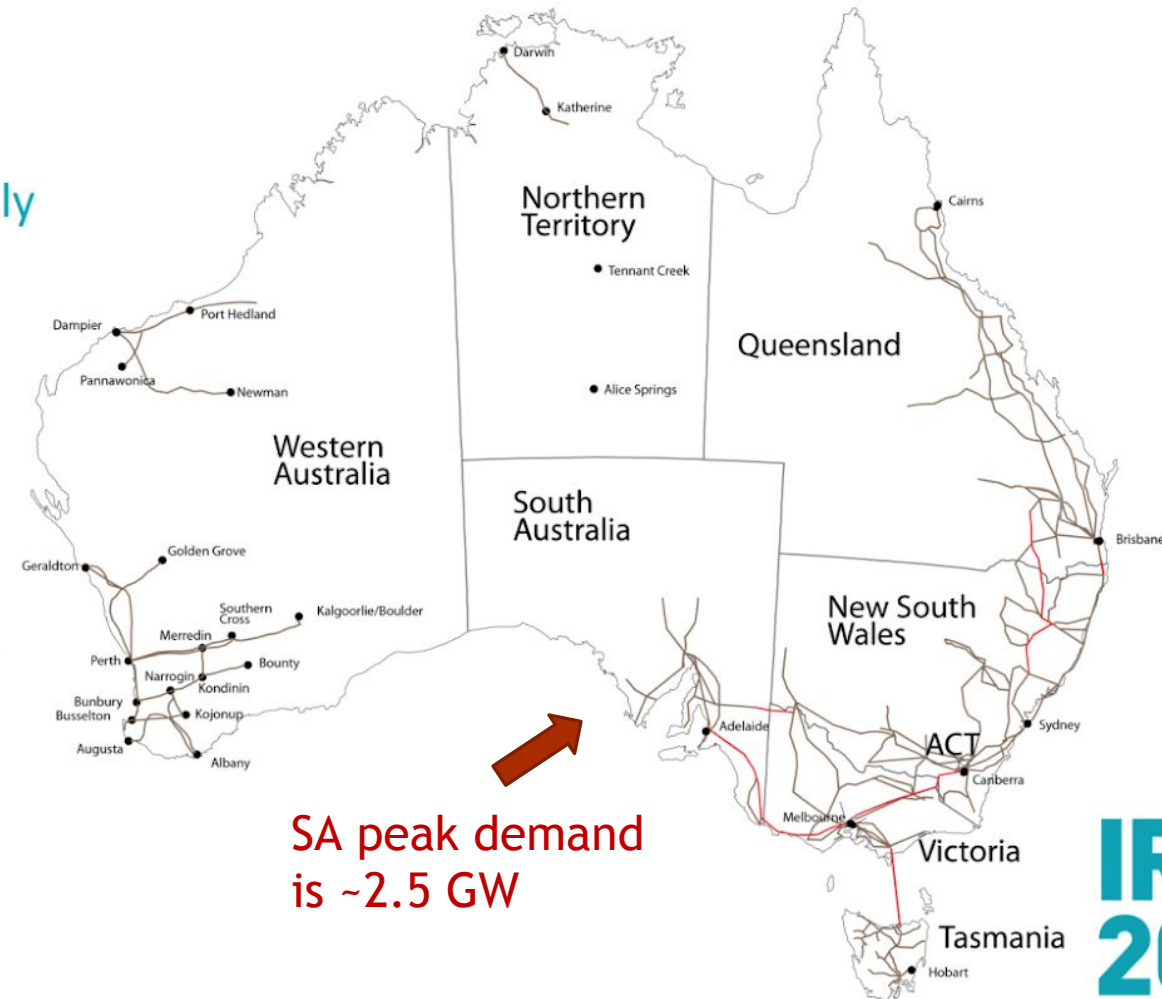 Darwin
Katherine
ly
Northern
Territory
Cairns
Tennant Creek
Port Hedland
Dampier
Queensland
Pannawonica
Alice Springs
Newman
Western
Australia
South
Australia
Brisbane
Golden Grove
Geraldton
Southern
Cross
Kalgoorlie/Boulder
New South
Wales
Merredin
Perth
Bounty
Narrogin
Kondinin
Bunbury
Busselton
Kojonup
Adelaide
Sydney
ACT
Augusta
Albany
Canberra
SA peak demand
is ~2.5 GW
Melbourne
Victoria
Tasmania
Hobart